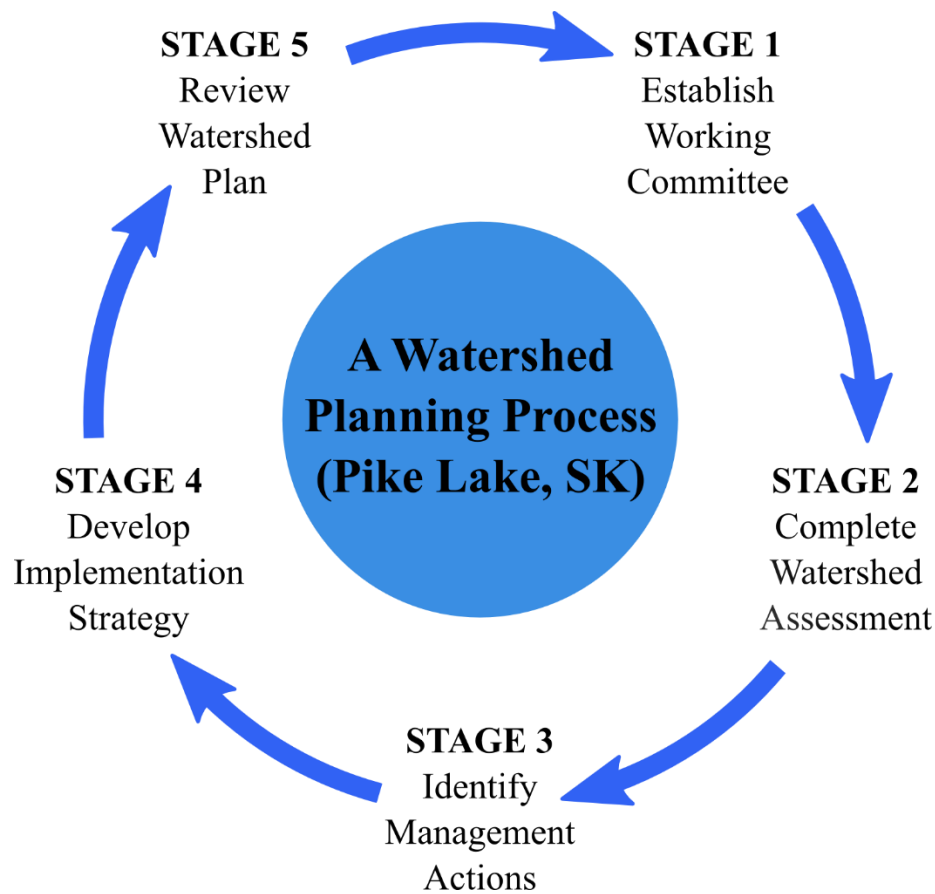 STAGE 5
Review
Watershed
Plan
STAGE 1
Establish
Working
Committee
A Watershed
Planning Process
(Pike Lake, SK)
STAGE 4
Develop
Implementation
Strategy
STAGE 2
Complete
Watershed
Assessment
STAGE 3
Identify
Management
Actions